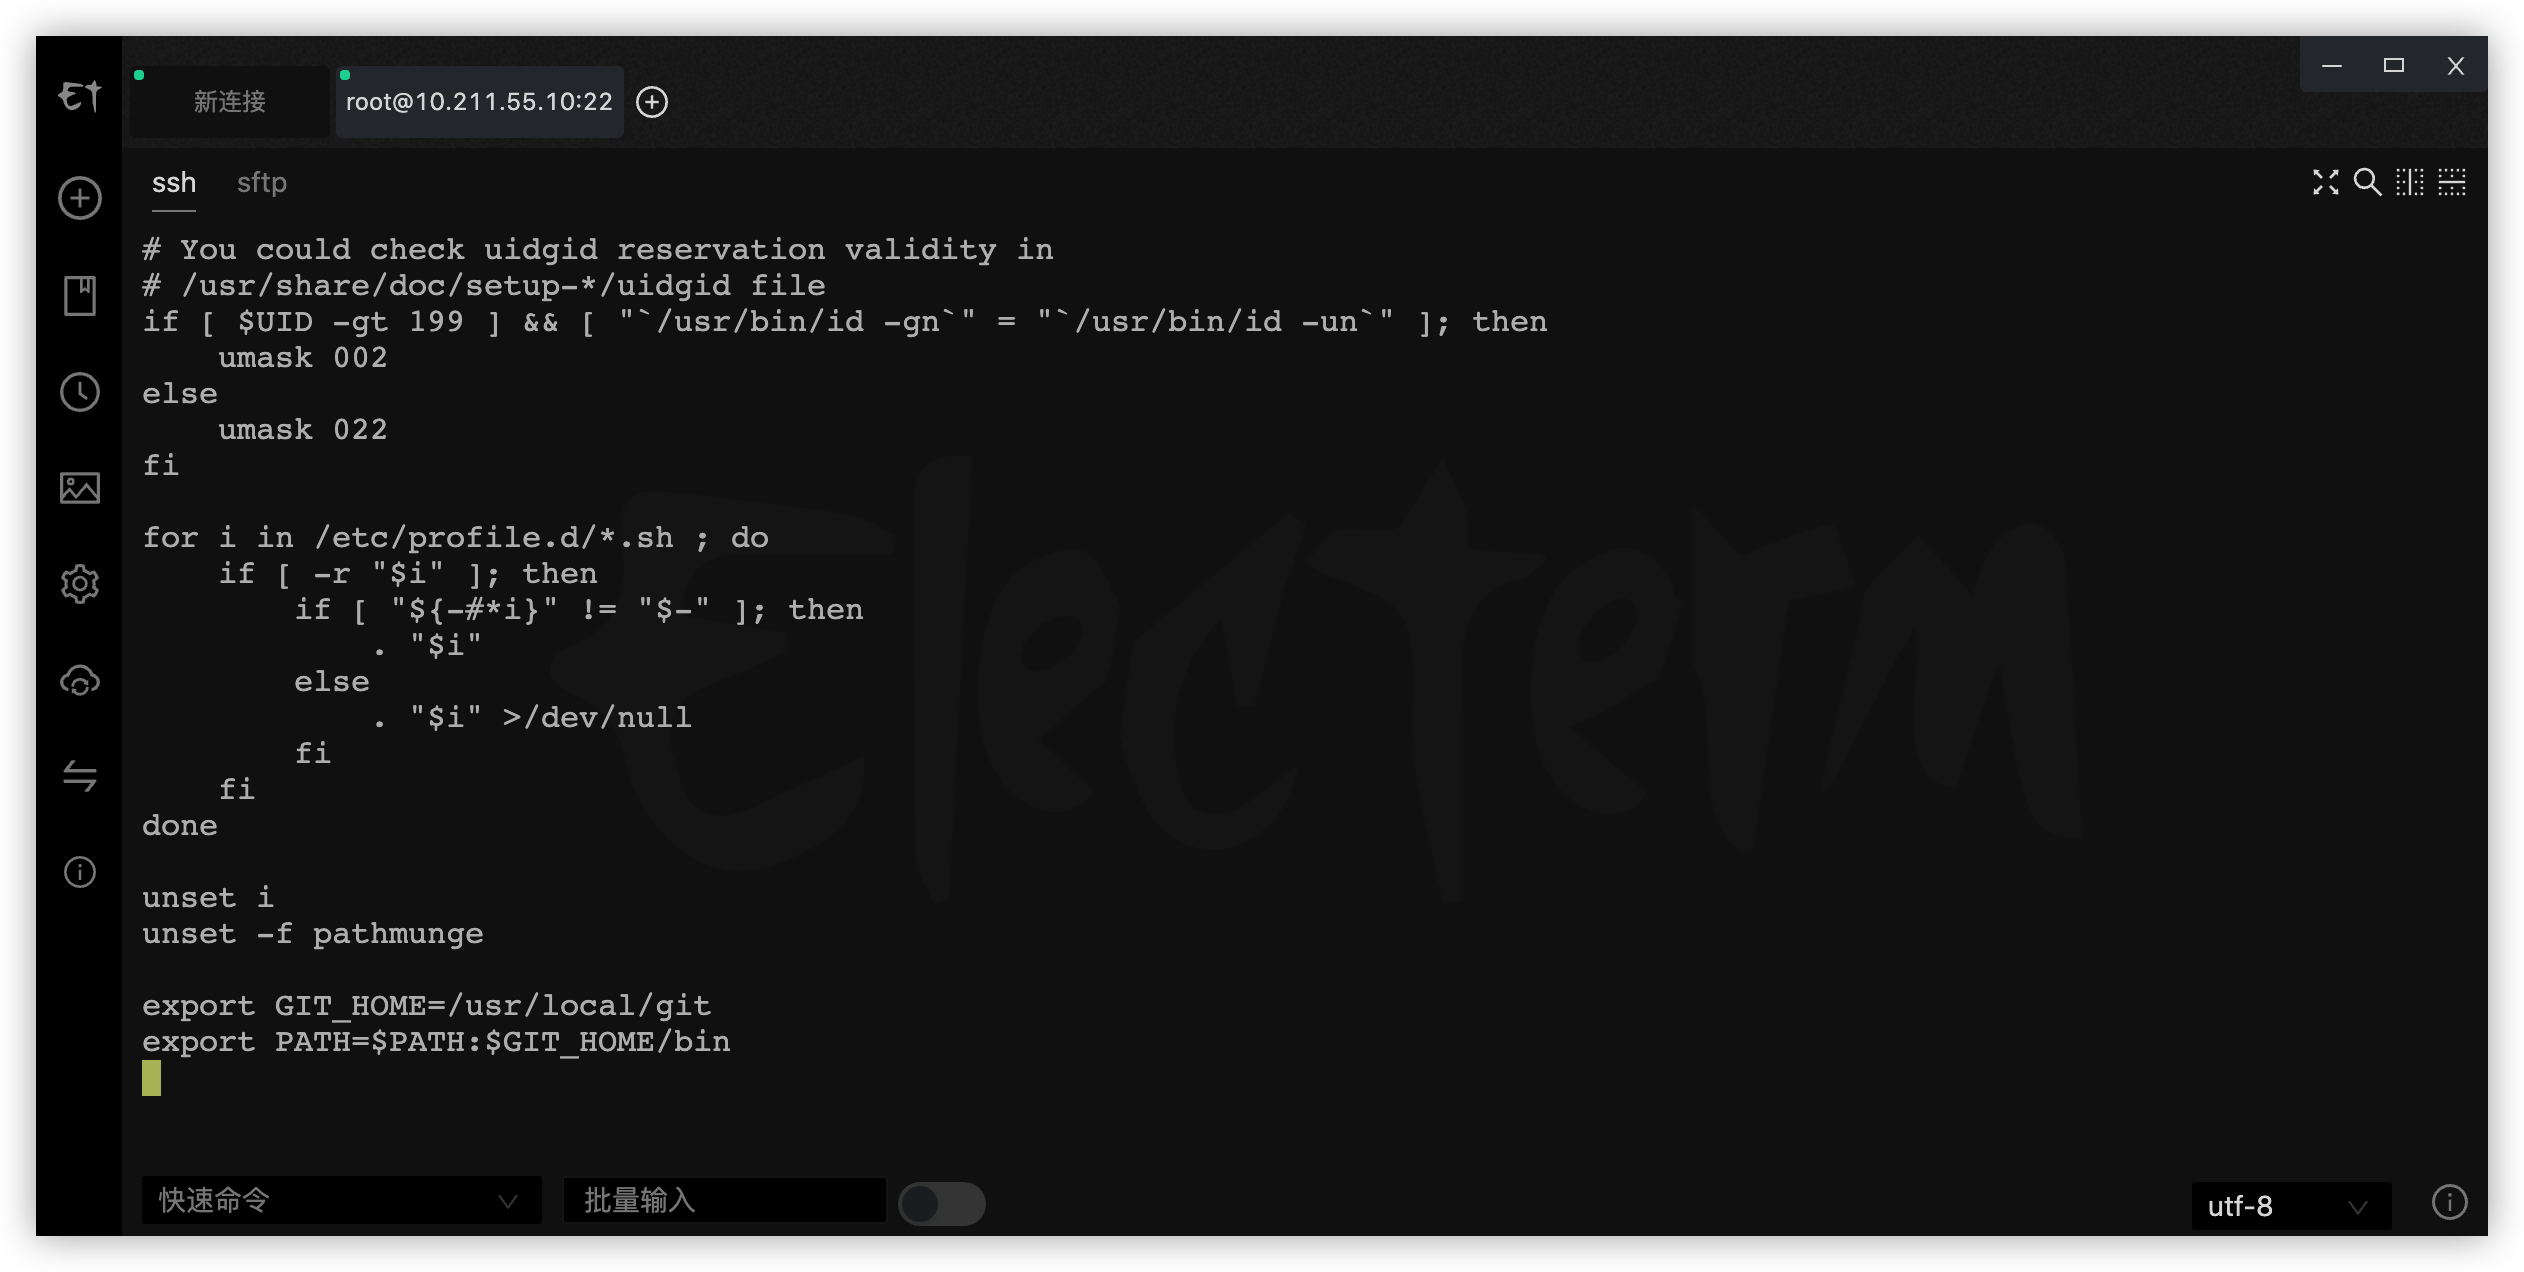 新连接
root@10.211.55.10:22
ssh
sftp
# You could check uidgid reservation validity in
# /usr/share/doc/setup-*/uidgid file
if [ $UID -gt 199 ] && [ "`/usr/bin/id -gn`" = "`/usr/bin/id -un`" ]; then
    umask 002
else
    umask 022
fi

for i in /etc/profile.d/*.sh ; do
    if [ -r "$i" ]; then
        if [ "${-#*i}" != "$-" ]; then
            . "$i"
        else
            . "$i" >/dev/null
        fi
    fi
done

unset i
unset -f pathmunge

export GIT_HOME=/usr/local/git
export PATH=$PATH:$GIT_HOME/bin
Electerm
快速命令
批量输入
utf-8